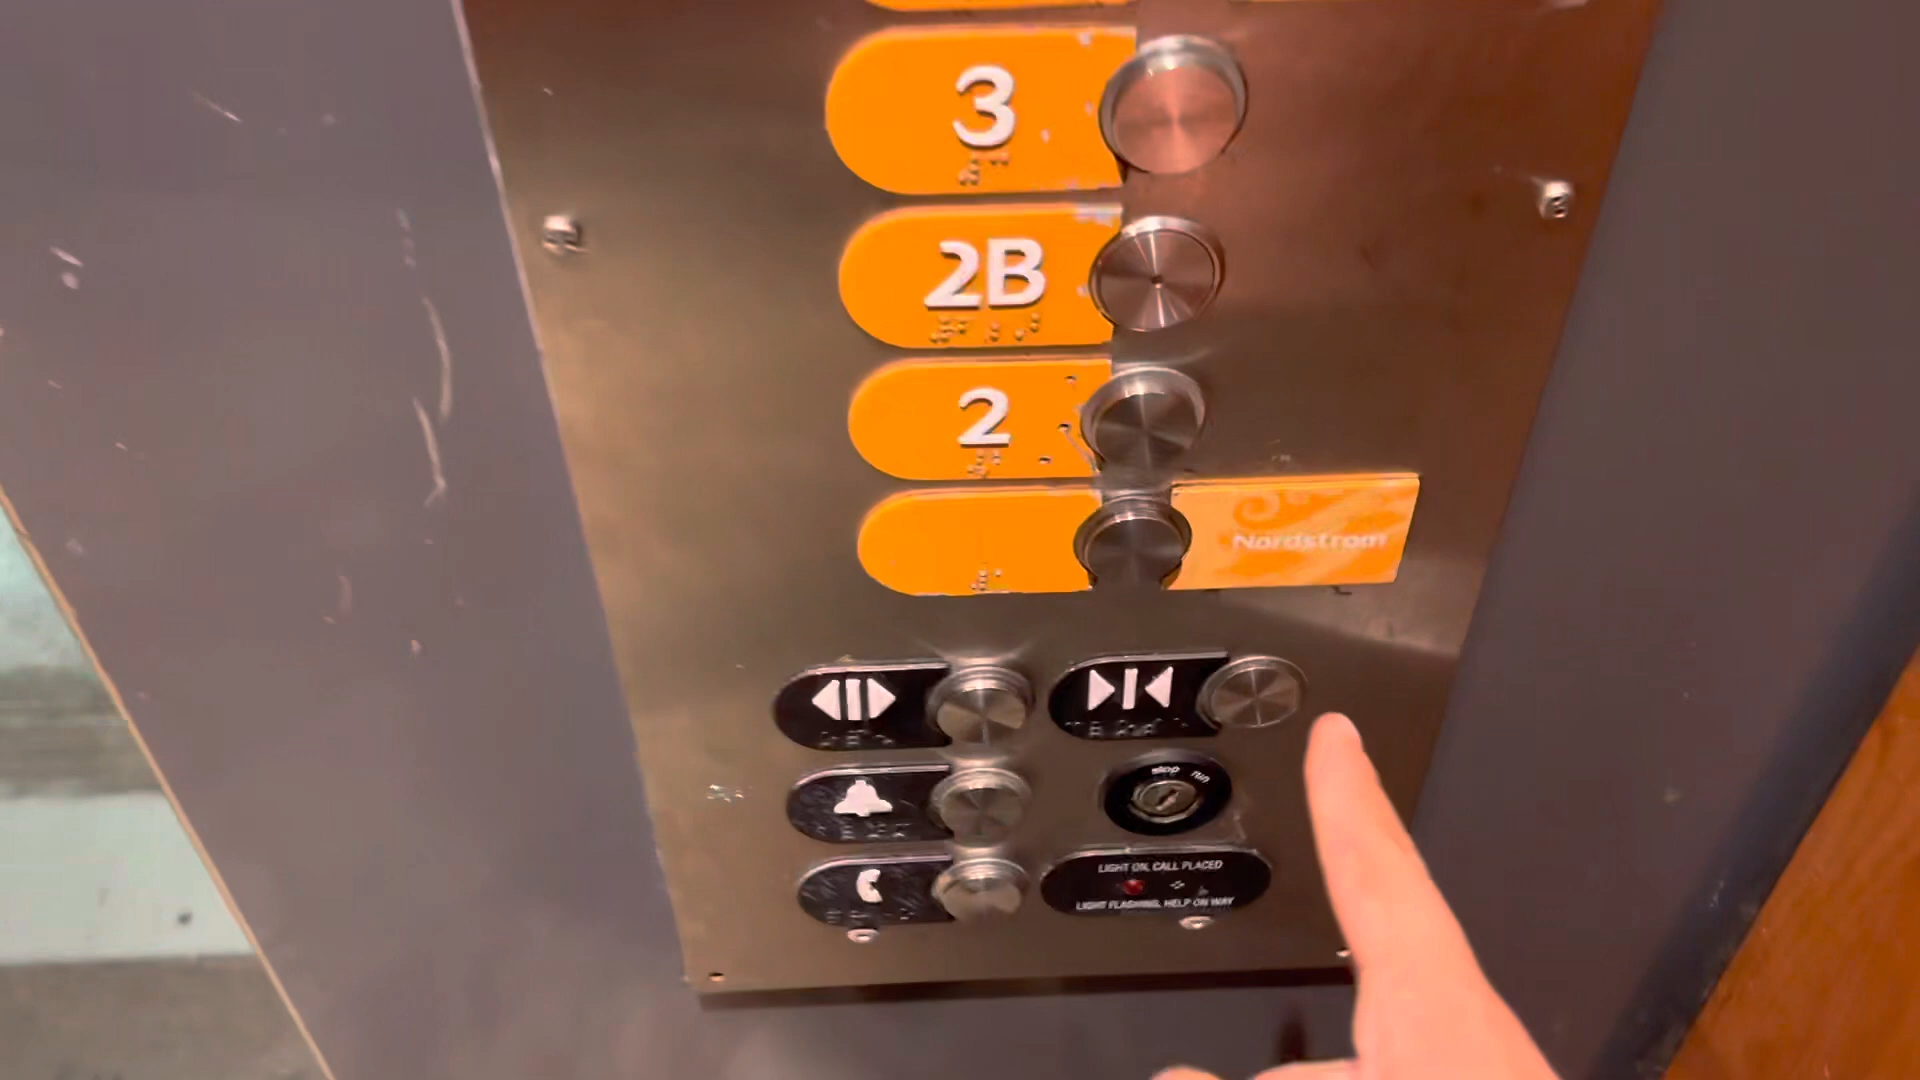 3
2B
2
Nordstrom
stop run
LIGHT ON, CALL PLACED
LIGHT FLASHING, HELP ON WAY